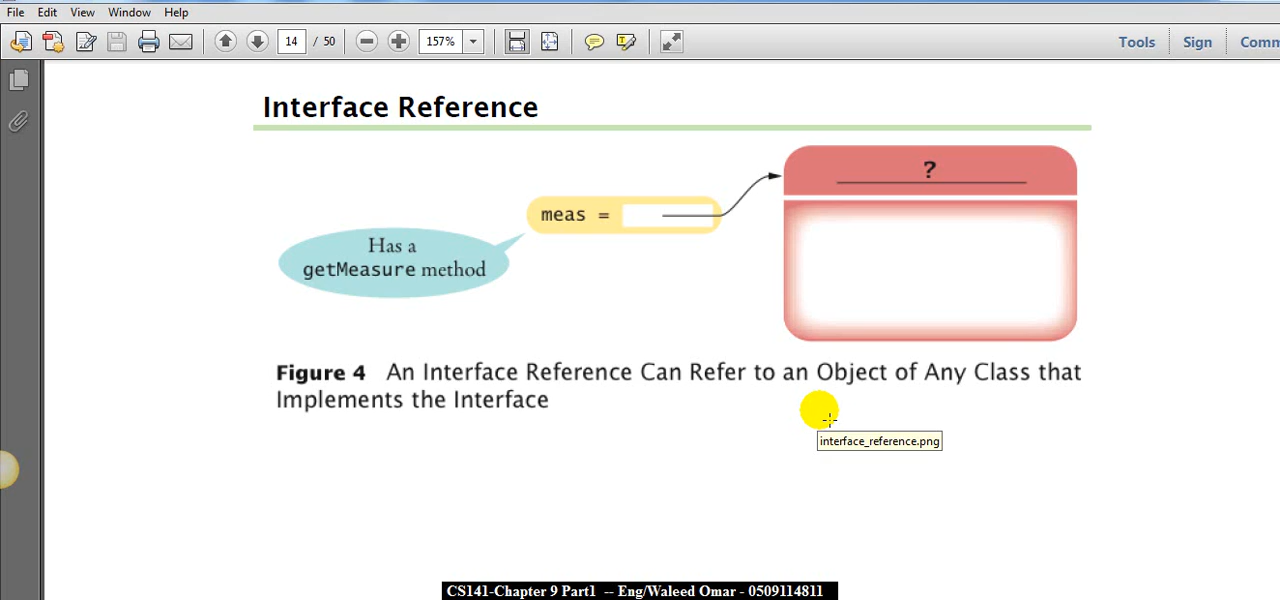 File Edit View Window Help
14 / 50 157% Tools Sign
Interface Reference
?
meas =
Has a
getMeasure method
Figure 4 An Interface Reference Can Refer to an Object of Any Class that
Implements the Interface
interface_reference.png
CS141-Chapter 9 Part1 -- Eng/Waleed Omar - 0509114811